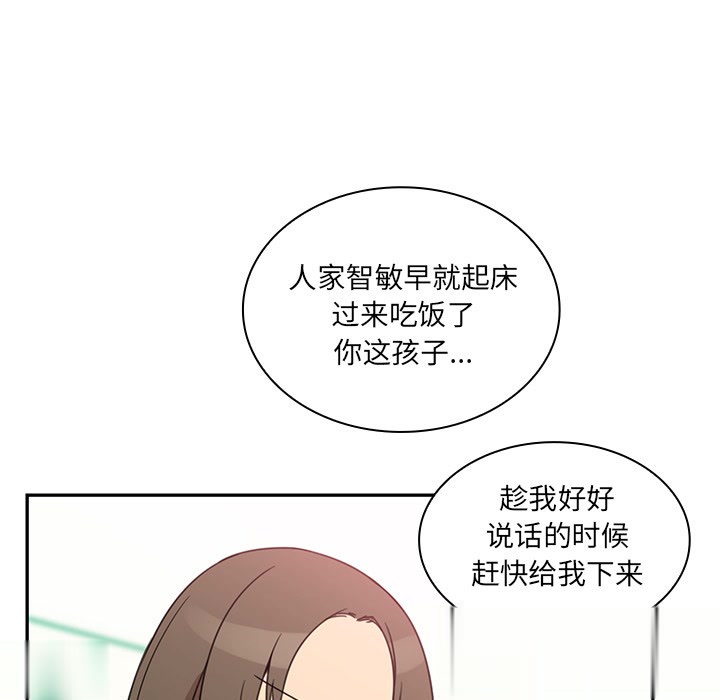 人家智敏早就起床
过来吃饭了
你这孩子...
趁我好好
说话的时候
赶快给我下来